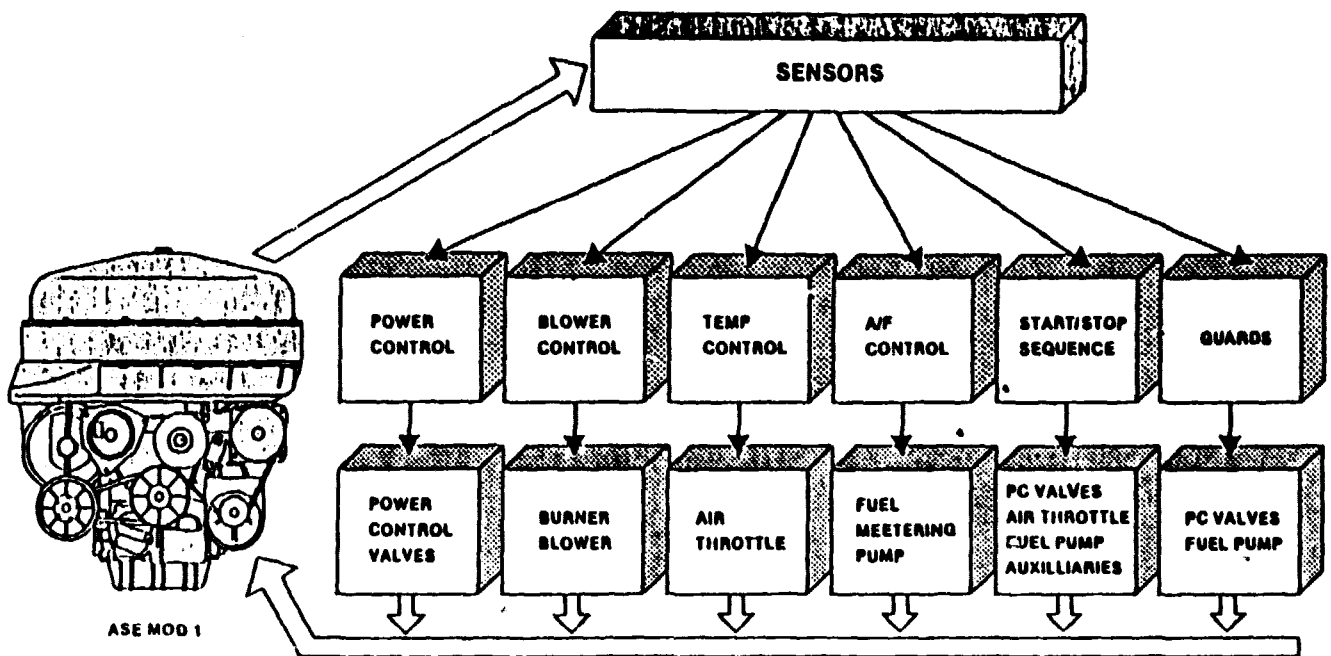 SENSORS
POWER
CONTROL
BLOWER
CONTROL
TEMP
CONTROL
A/F
CONTROL
START/STOP
SEQUENCE
GUARDS
POWER
CONTROL
VALVES
BURNER
BLOWER
AIR
THROTTLE
FUEL
MEETERING
PUMP
PC VALVES
AIR THROTTLE
FUEL PUMP
AUXILLIARIES
PC VALVES
FUEL PUMP
ASE MOD 1